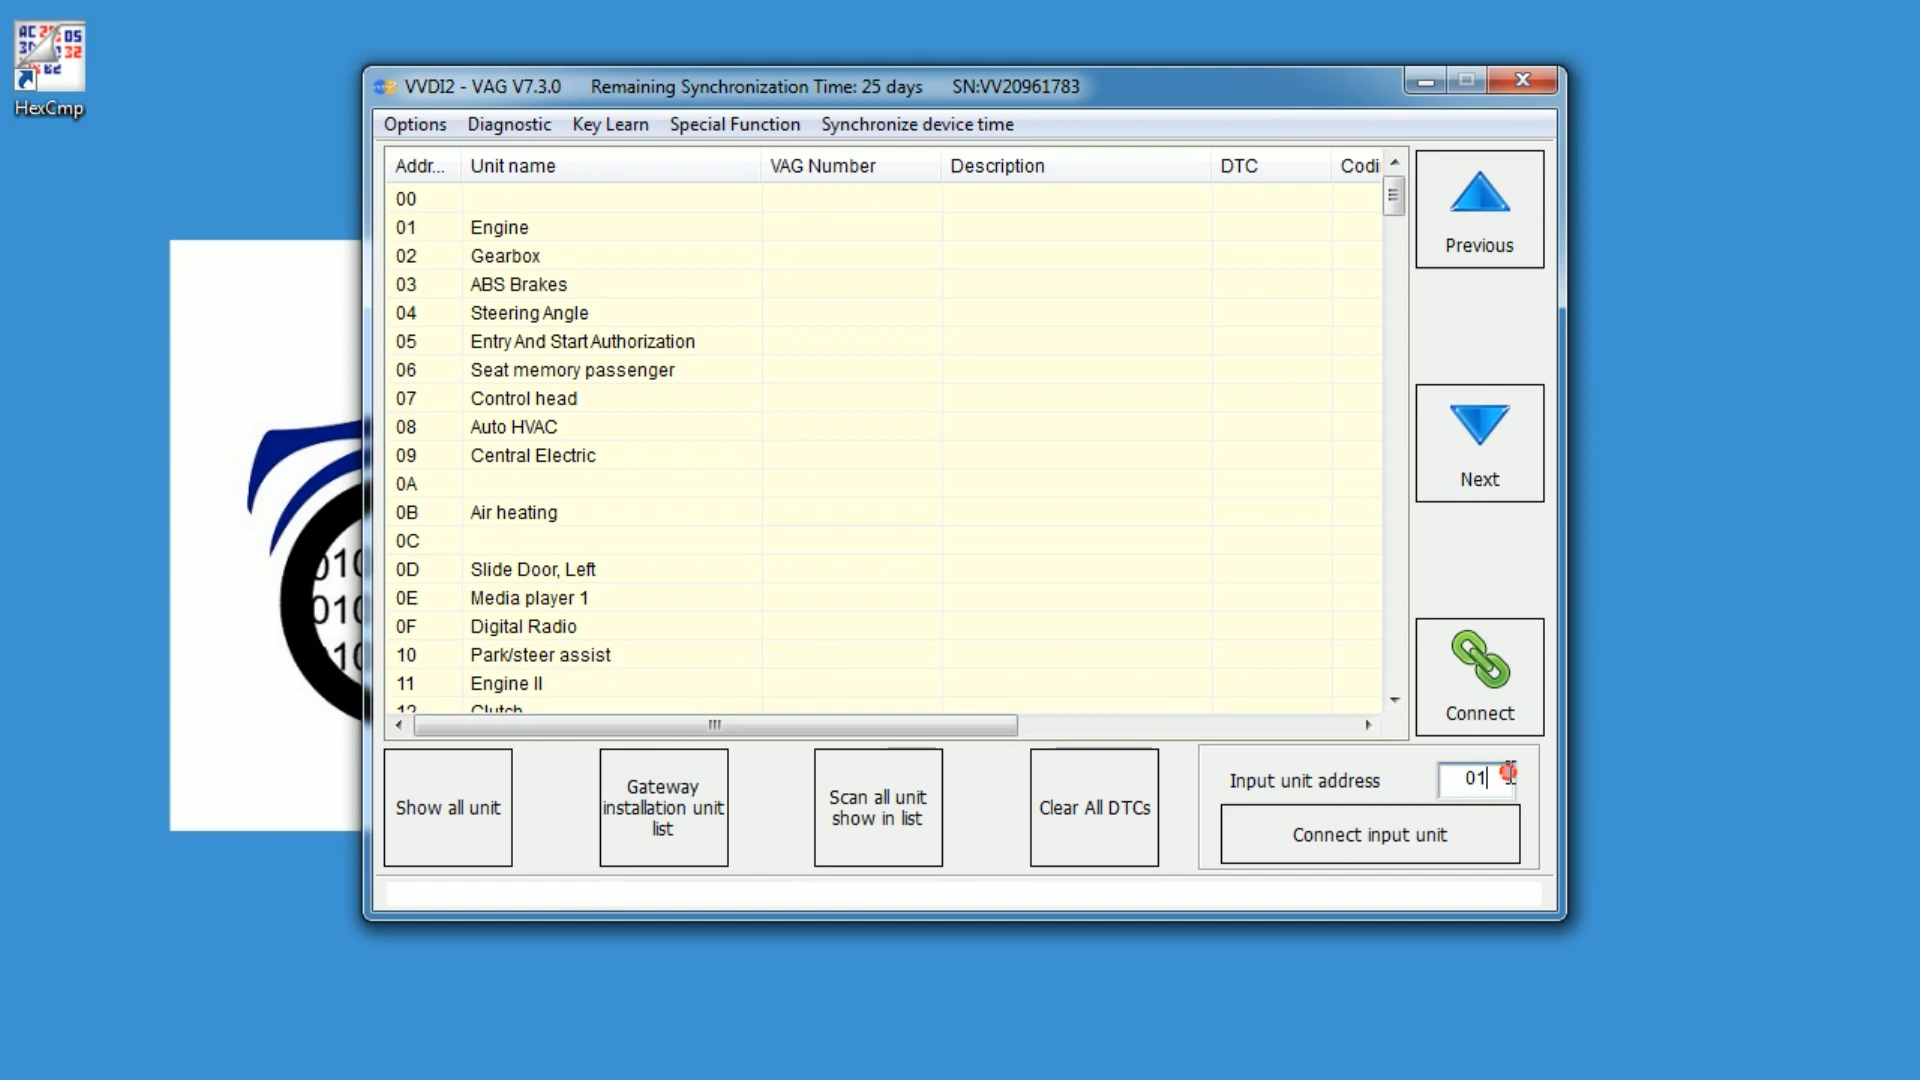 HexCmp
VVDI2 - VAG V7.3.0 Remaining Synchronization Time: 25 days SN:VV20961783
Options Diagnostic Key Learn Special Function Synchronize device time
Addr... Unit name VAG Number Description DTC Codi
00
01 Engine
02 Gearbox
03 ABS Brakes
04 Steering Angle
05 Entry And Start Authorization
06 Seat memory passenger
07 Control head
08 Auto HVAC
09 Central Electric
0A
0B Air heating
0C
0D Slide Door, Left
0E Media player 1
0F Digital Radio
10 Park/steer assist
11 Engine II
12 Clutch
Previous
Next
Connect
Show all unit
Gateway
installation unit
list
Scan all unit
show in list
Clear All DTCs
Input unit address 01
Connect input unit
010
010
10